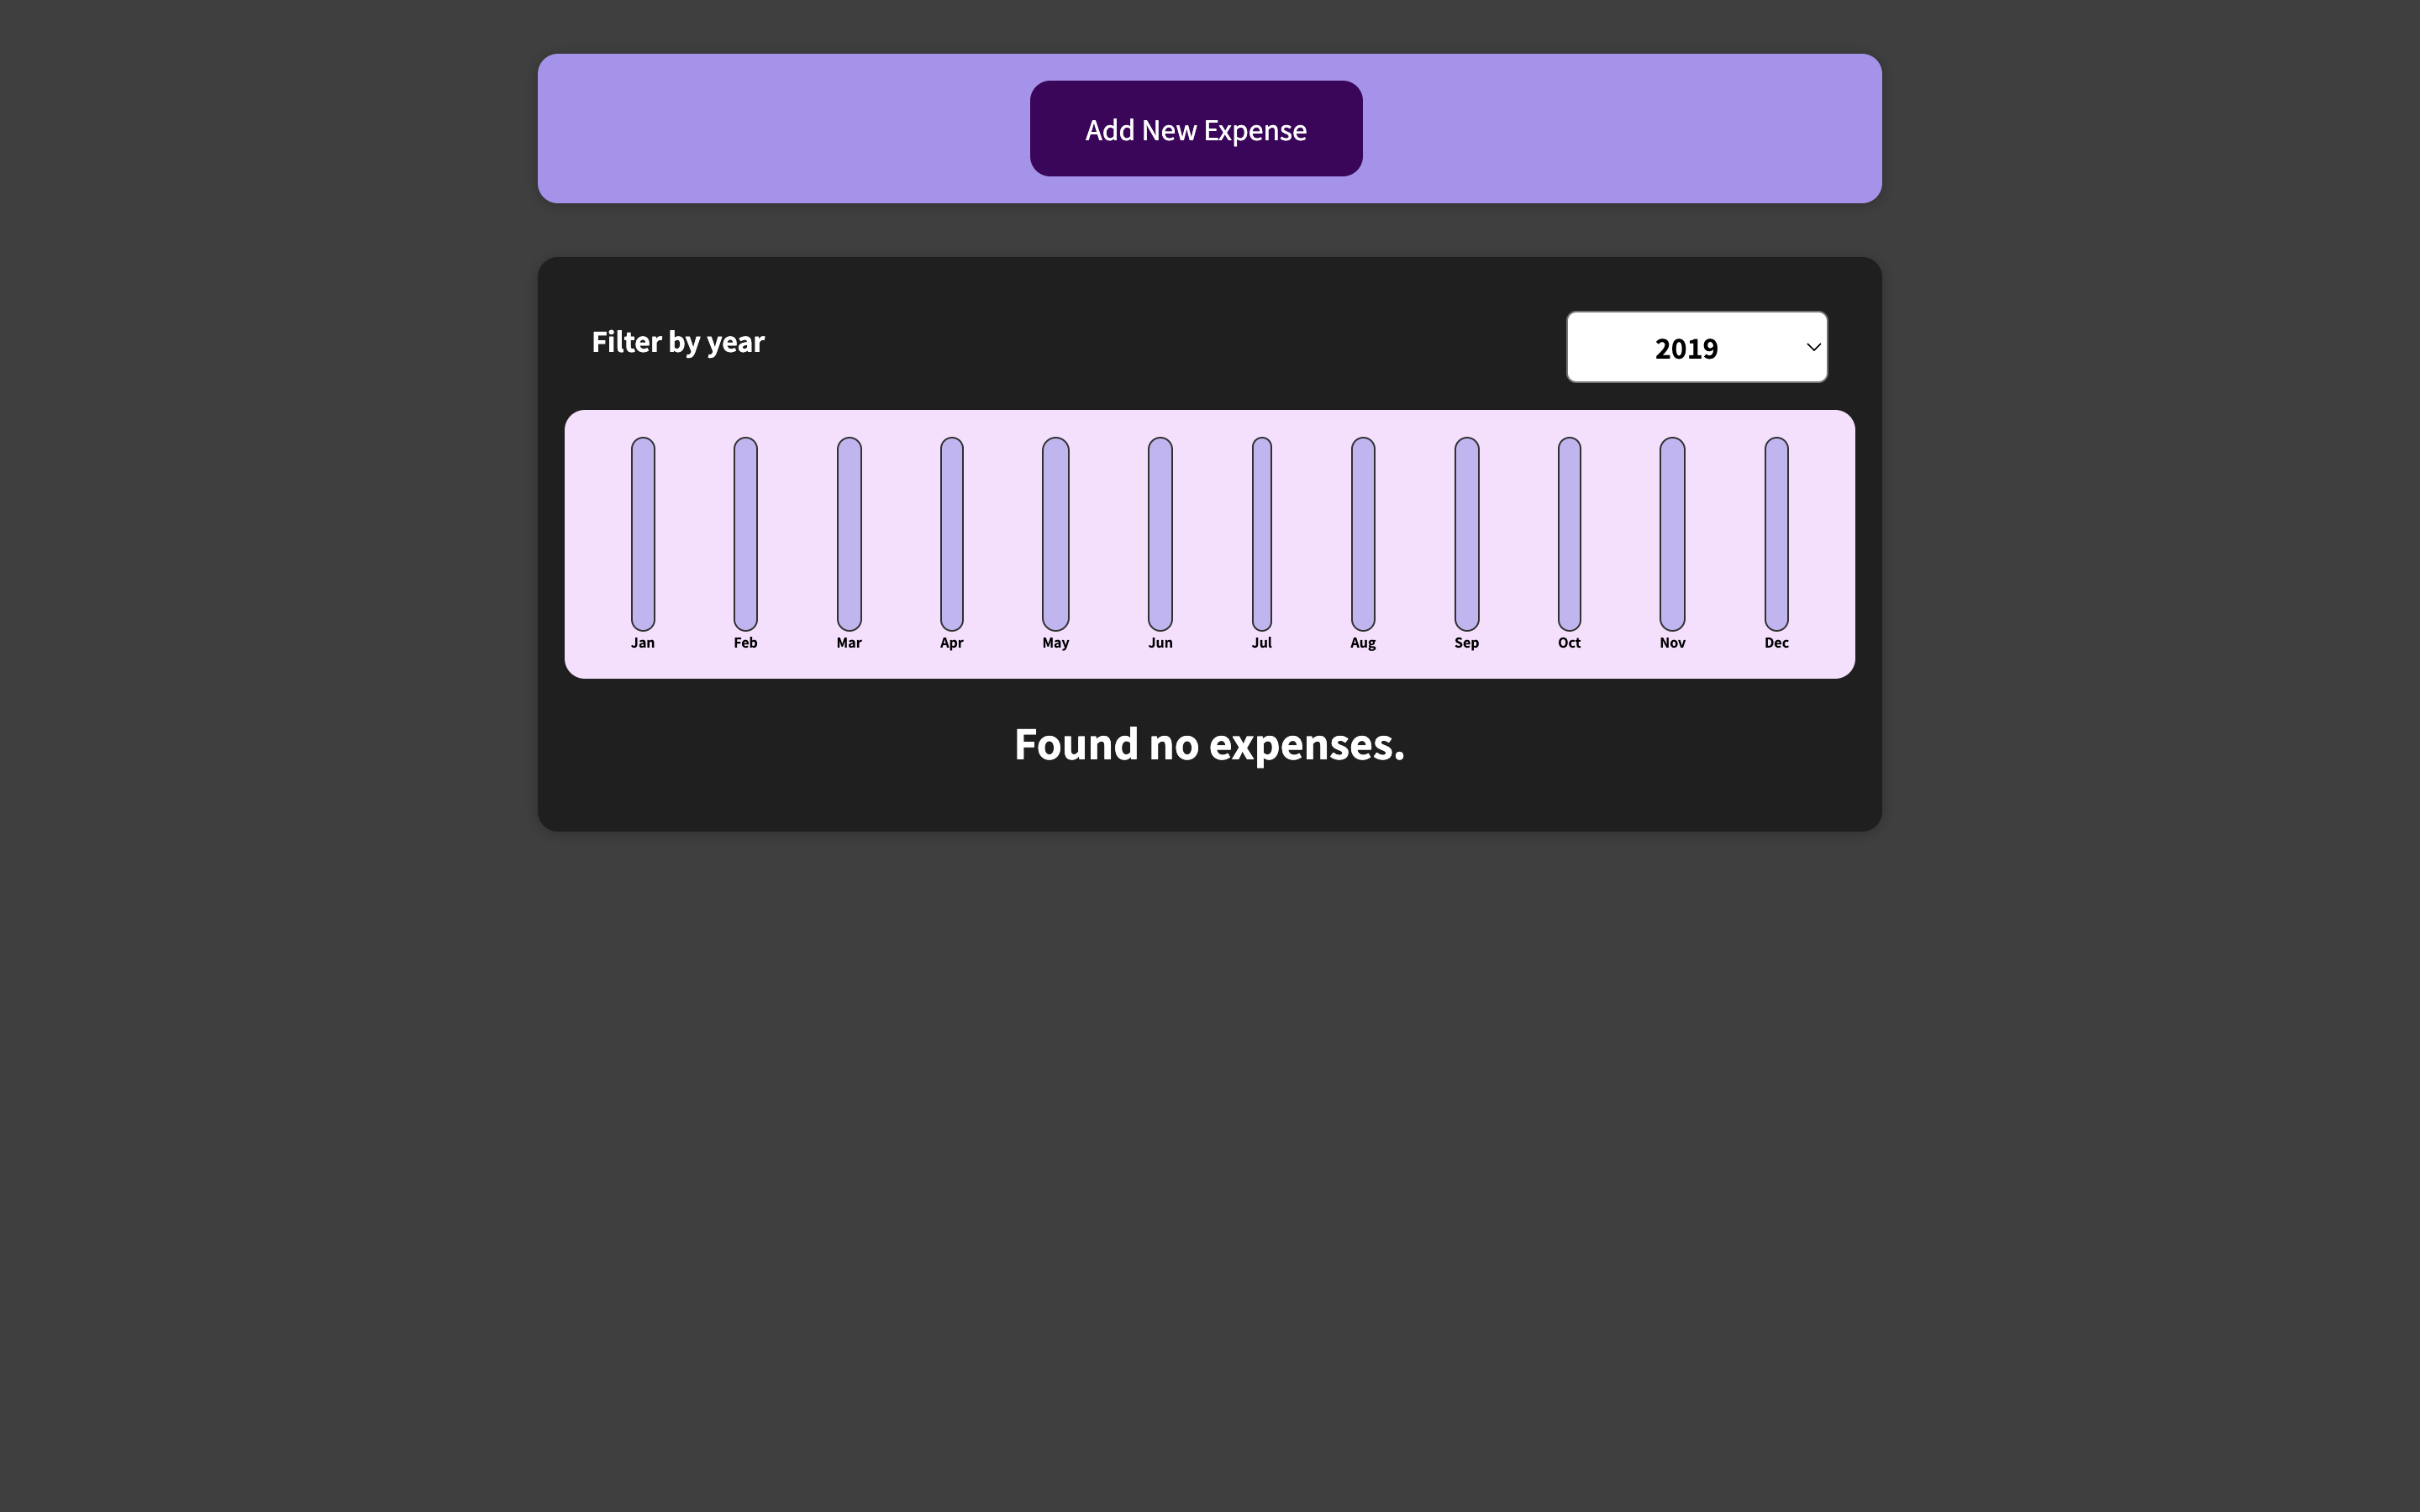 Add New Expense
Filter by year
2019
Jan Feb Mar Apr May Jun Jul Aug Sep Oct Nov Dec
Found no expenses.